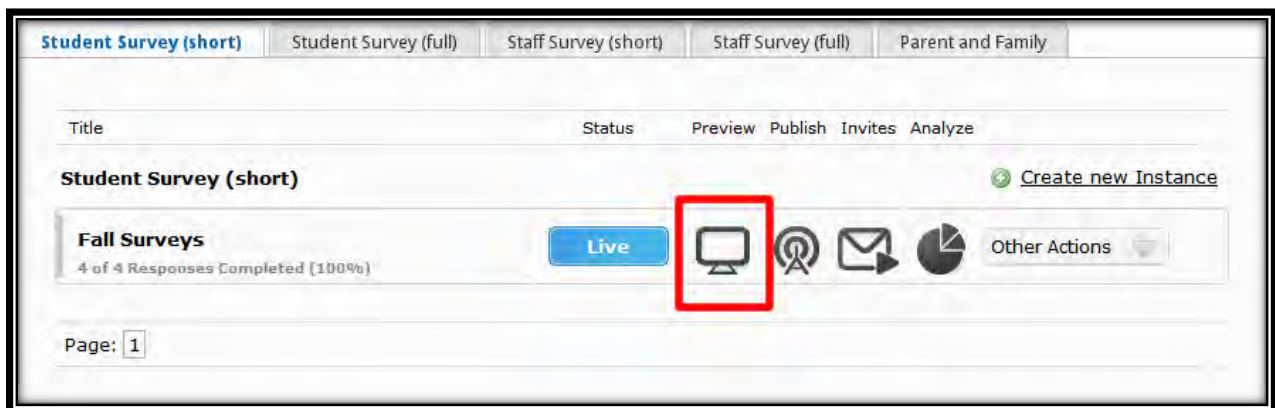 Student Survey (short) Student Survey (full) Staff Survey (short) Staff Survey (full) Parent and Family
Title Status Preview Publish Invites Analyze
Student Survey (short) Create new Instance
Fall Surveys Live Other Actions
4 of 4 Responses Completed (100%)
Page: 1